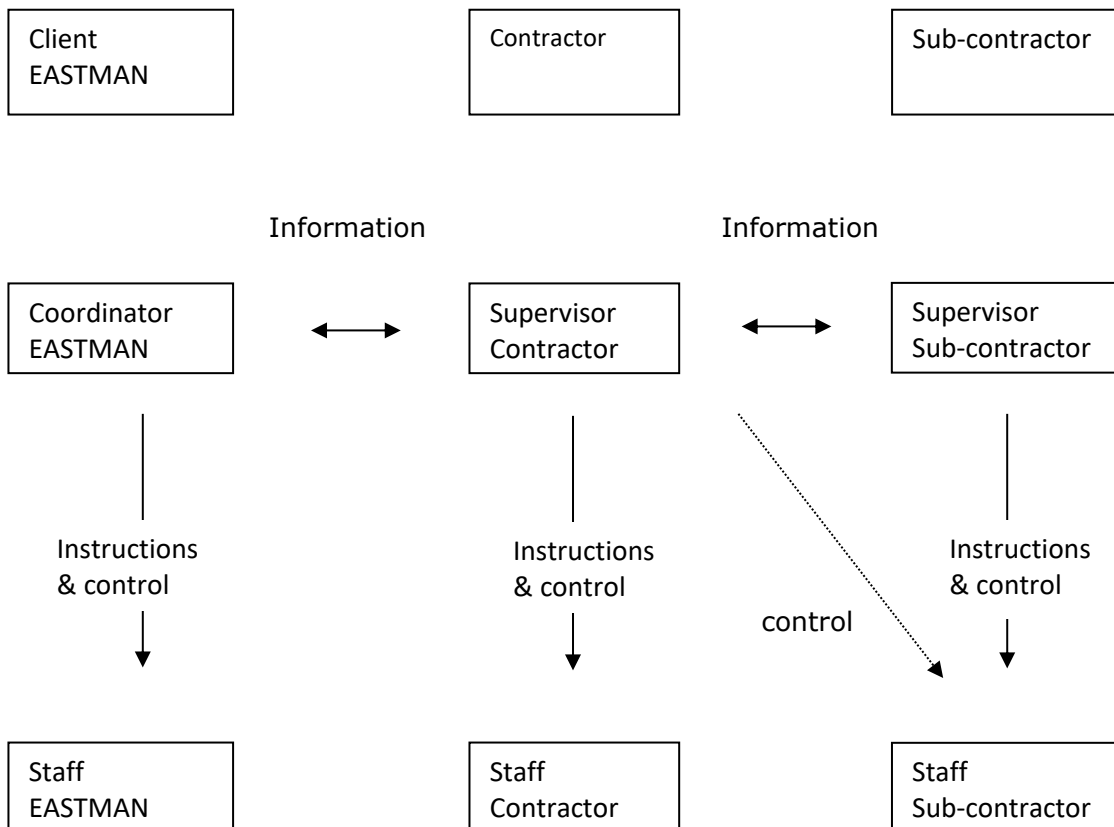 Client
EASTMAN
Contractor
Sub-contractor
Information
Information
Coordinator
EASTMAN
Supervisor
Contractor
Supervisor
Sub-contractor
Instructions
& control
Instructions
& control
Instructions
& control
control
Staff
EASTMAN
Staff
Contractor
Staff
Sub-contractor